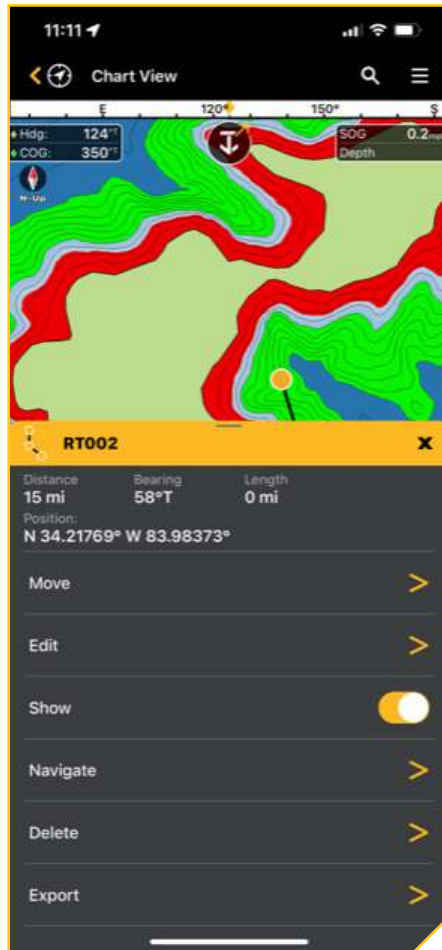 11:11
Chart View
E 120° 150° S
Hdg: 124°T
COG: 350°T
SOG 0.2mph
Depth
N-Up
RT002 X
Distance Bearing Length
15 mi 58°T 0 mi
Position:
N 34.21769° W 83.98373°
Move >
Edit >
Show
Navigate >
Delete >
Export >